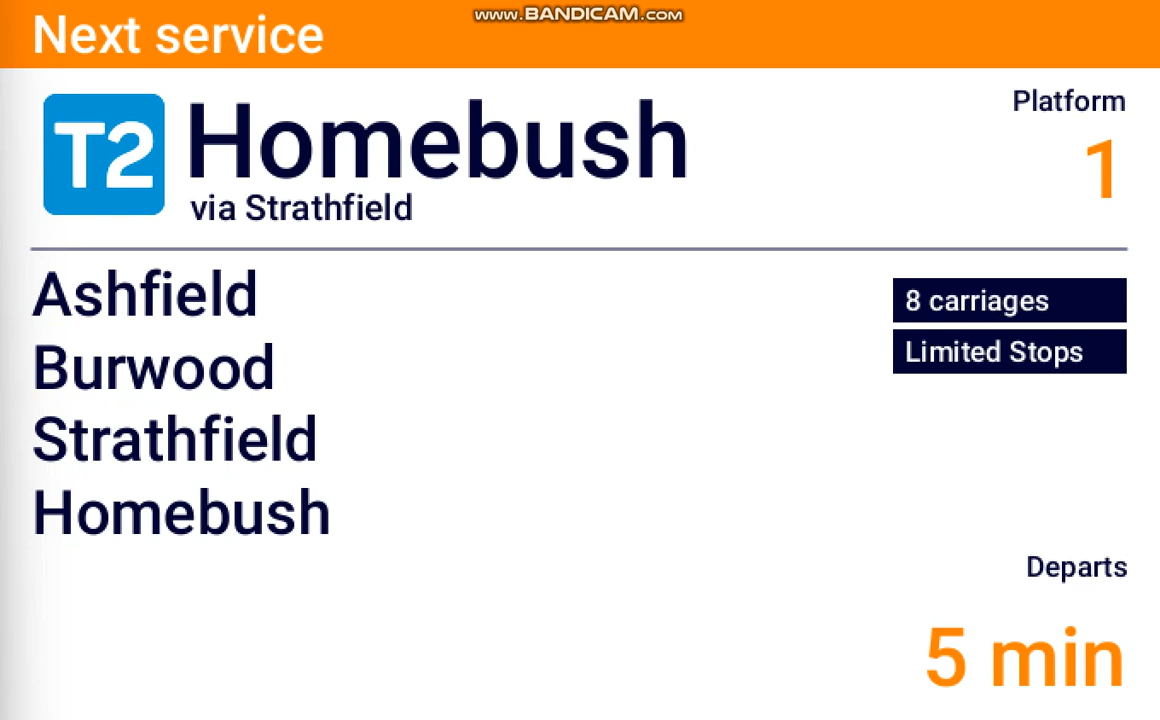 Next service
www.BANDICAM.com
T2
Homebush
via Strathfield
Platform
1
Ashfield
Burwood
Strathfield
Homebush
8 carriages
Limited Stops
Departs
5 min